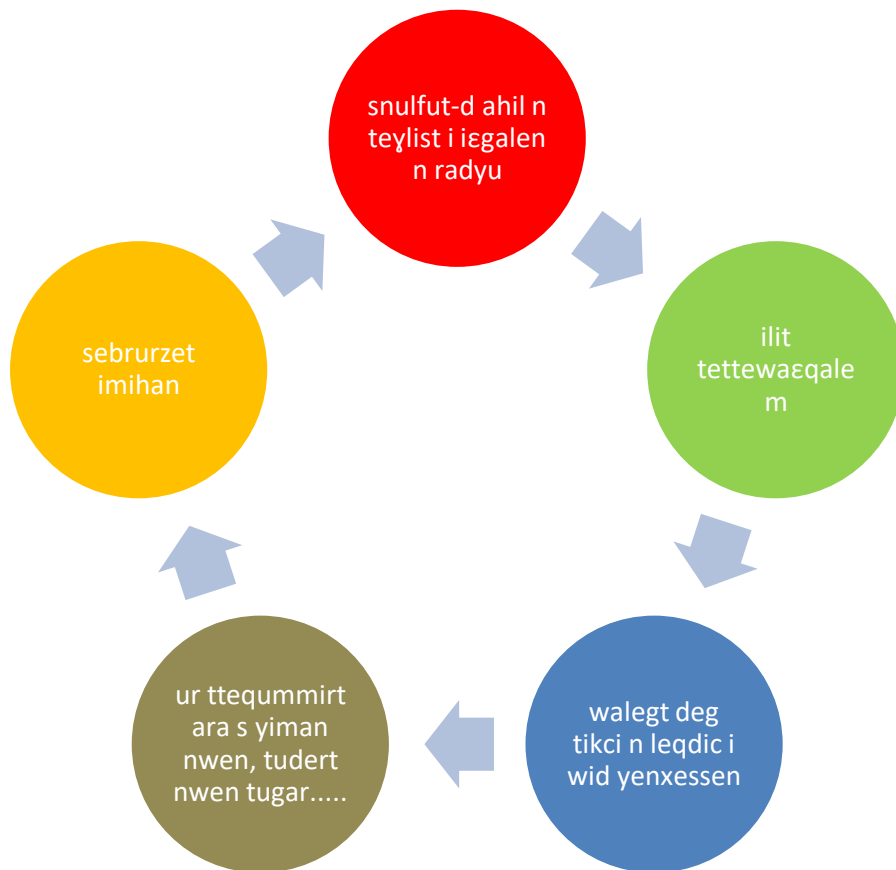 snulfut-d ahil n
teɣlist i iɛgalen
n radyu
ilit
tettewaɛqale
m
walegt deg
tikci n leqdic i
wid yenxessen
ur tteqummirt
ara s yiman
nwen, tudert
nwen tugar.....
sebrurzet
imihan